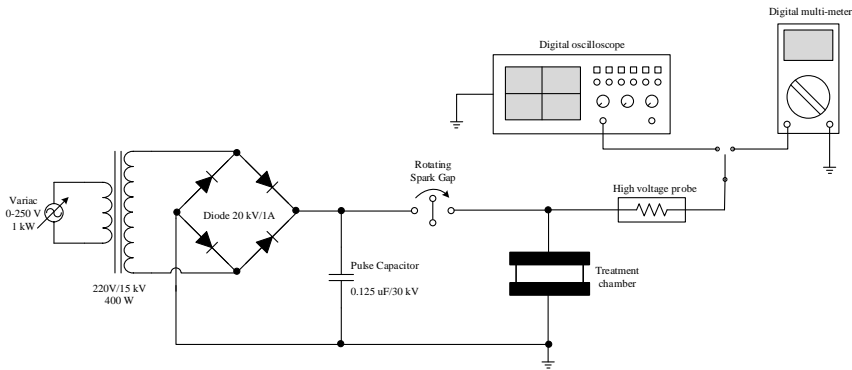 Digital multi-meter
Digital oscilloscope
Rotating
Spark Gap
High voltage probe
Variac
0-250 V
1 kW
Diode 20 kV/1A
Pulse Capacitor
0.125 uF/30 kV
Treatment
chamber
220V/15 kV
400 W